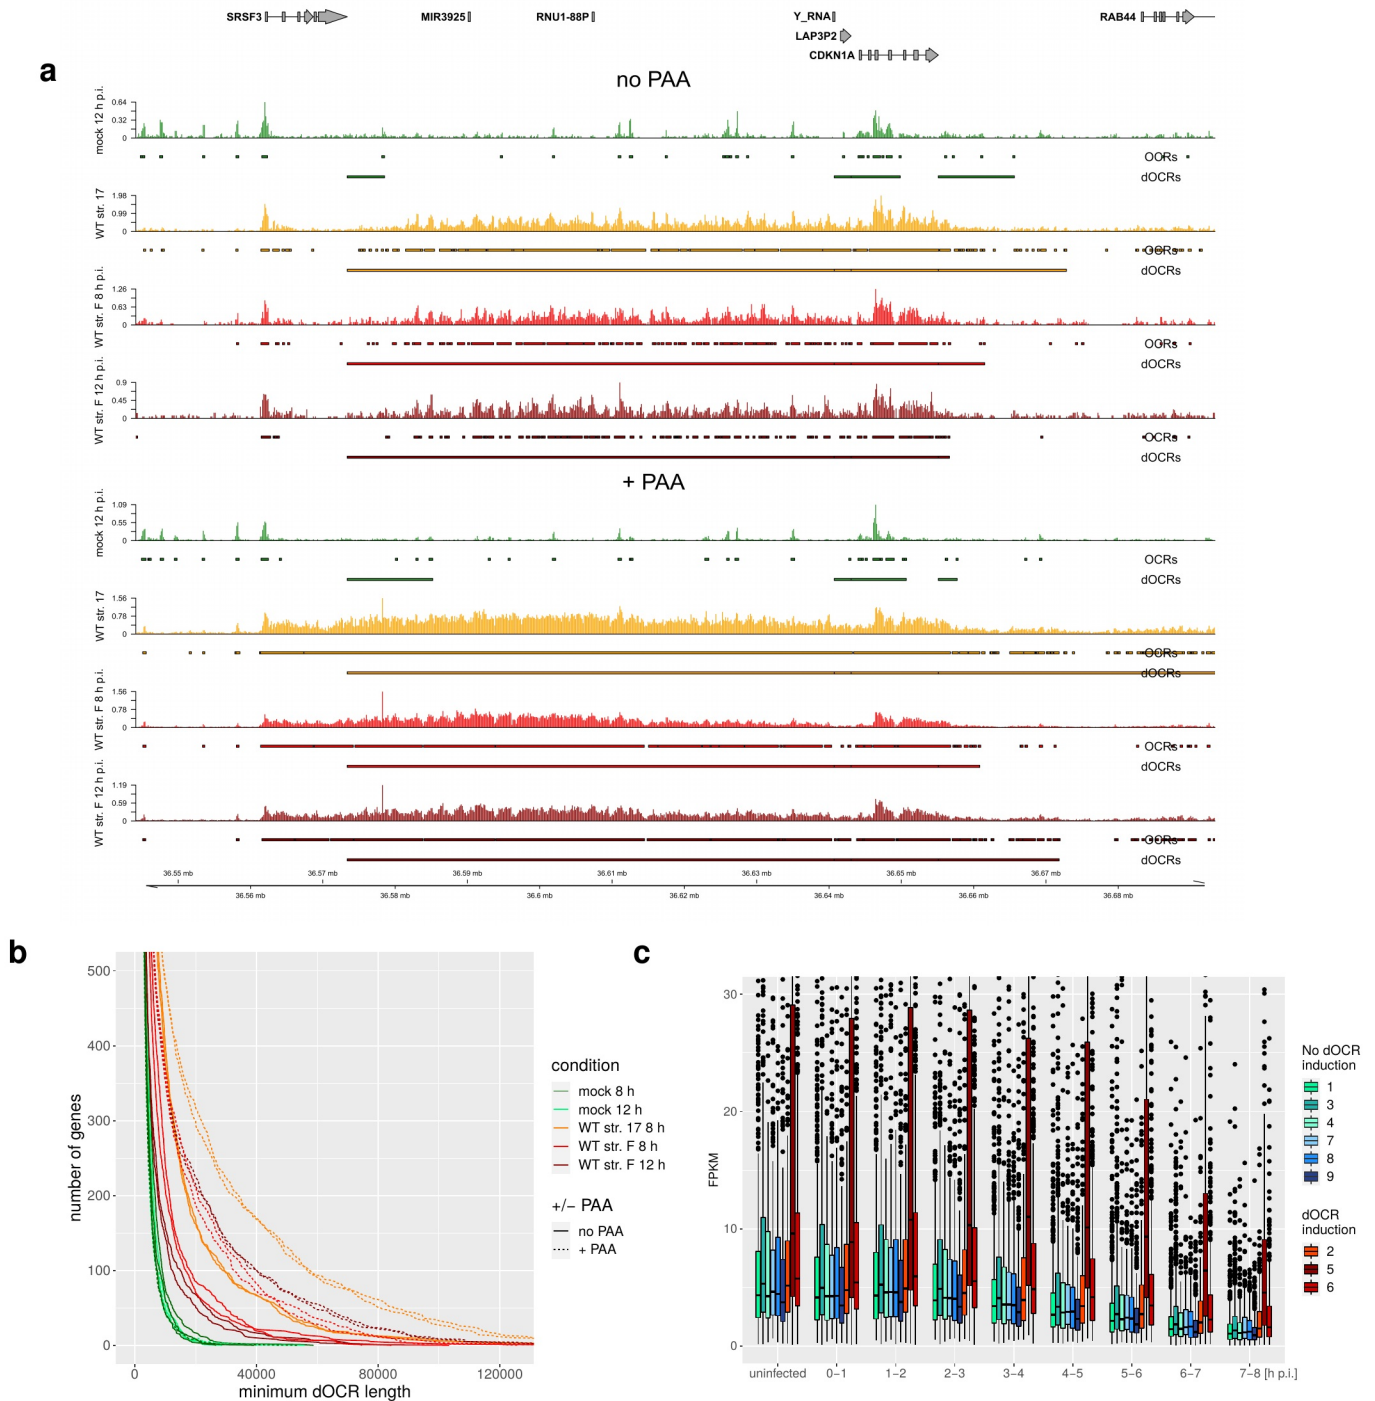 SRSF3
MIR3925
RNU1-88P
Y_RNA
RAB44
LAP3P2
CDKN1A
a
no PAA
mock 12 h p.i.
0.64
0.32
0
OCRs
dOCRs
WT str. 17
1.98
0.99
0
OCRs
dOCRs
WT str. F 8 h p.i.
1.26
0.63
0
OCRs
dOCRs
WT str. F 12 h p.i.
0.9
0.45
0
OCRs
dOCRs
+ PAA
mock 12 h p.i.
1.09
0.55
0
OCRs
dOCRs
WT str. 17
1.56
0.78
0
OCRs
dOCRs
WT str. F 8 h p.i.
1.56
0.78
0
OCRs
dOCRs
WT str. F 12 h p.i.
1.19
0.59
0
OCRs
dOCRs
36.55 mb 36.57 mb 36.59 mb 36.61 mb 36.63 mb 36.65 mb 36.67 mb
36.56 mb 36.58 mb 36.6 mb 36.62 mb 36.64 mb 36.66 mb 36.68 mb
b
number of genes
500
400
300
200
100
0
0 40000 80000 120000
minimum dOCR length
condition
mock 8 h
mock 12 h
WT str. 17 8 h
WT str. F 8 h
WT str. F 12 h
+/− PAA
no PAA
+ PAA
c
FPKM
30
20
10
0
uninfected 0−1 1−2 2−3 3−4 4−5 5−6 6−7 7−8 [h p.i.]
No dOCR
induction
1
3
4
7
8
9
dOCR
induction
2
5
6